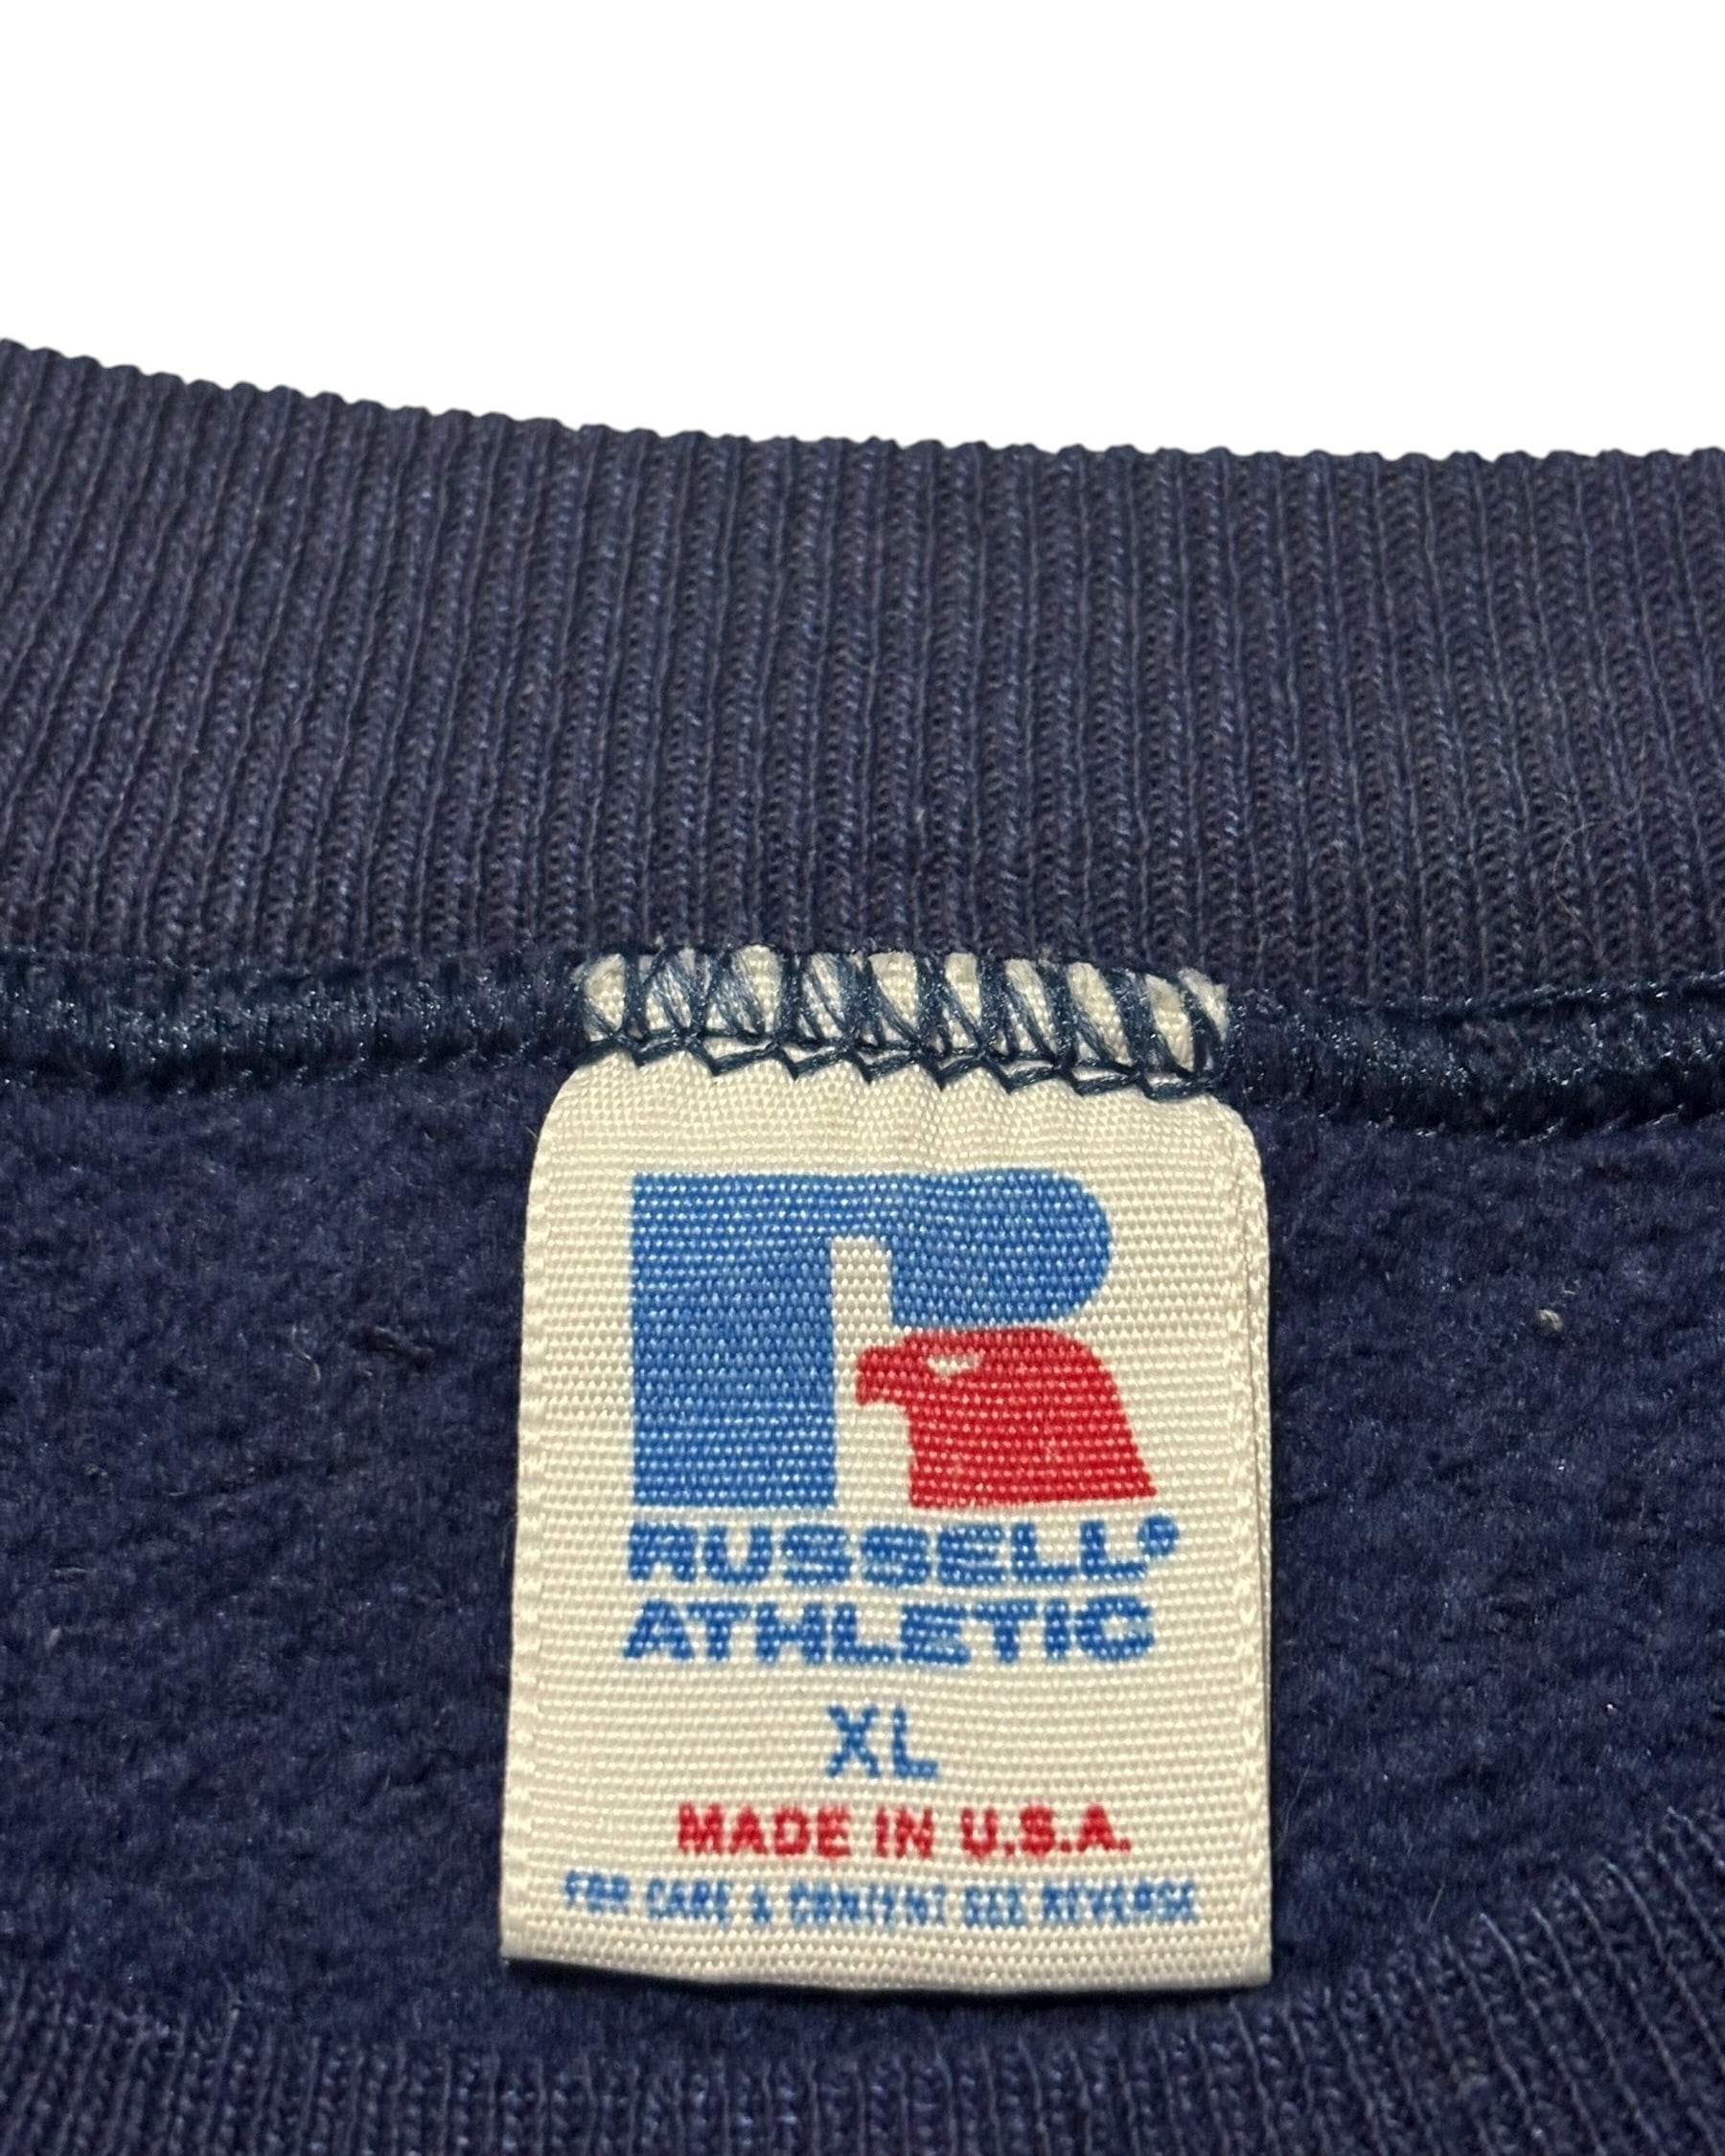 RUSSELL®
ATHLETIC
XL
MADE IN U.S.A.
FOR CARE & CONTENT SEE REVERSE